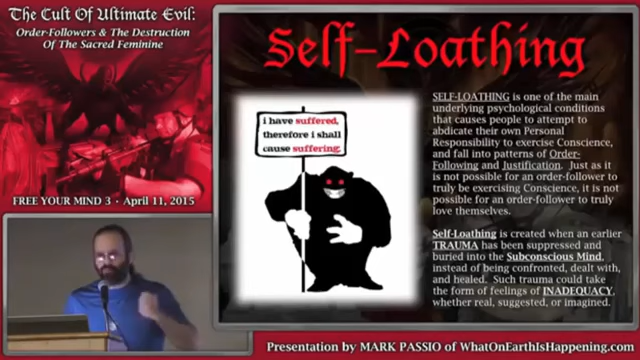 The Cult Of Ultimate Evil:
Order-Followers & The Destruction
Of The Sacred Feminine
FREE YOUR MIND 3 · April 11, 2015
Self-Loathing
i have suffered,
therefore i shall
cause suffering.
SELF-LOATHING is one of the main
underlying psychological conditions
that causes people to attempt to
abdicate their own Personal
Responsibility to exercise Conscience,
and fall into patterns of Order-
Following and Justification. Just as it
is not possible for an order-follower to
truly be exercising Conscience, it is not
possible for an order-follower to truly
love themselves.
Self-Loathing is created when an earlier
TRAUMA has been suppressed and
buried into the Subconscious Mind,
instead of being confronted, dealt with,
and healed. Such trauma could take
the form of feelings of INADEQUACY,
whether real, suggested, or imagined.
Presentation by MARK PASSIO of WhatOnEarthIsHappening.com